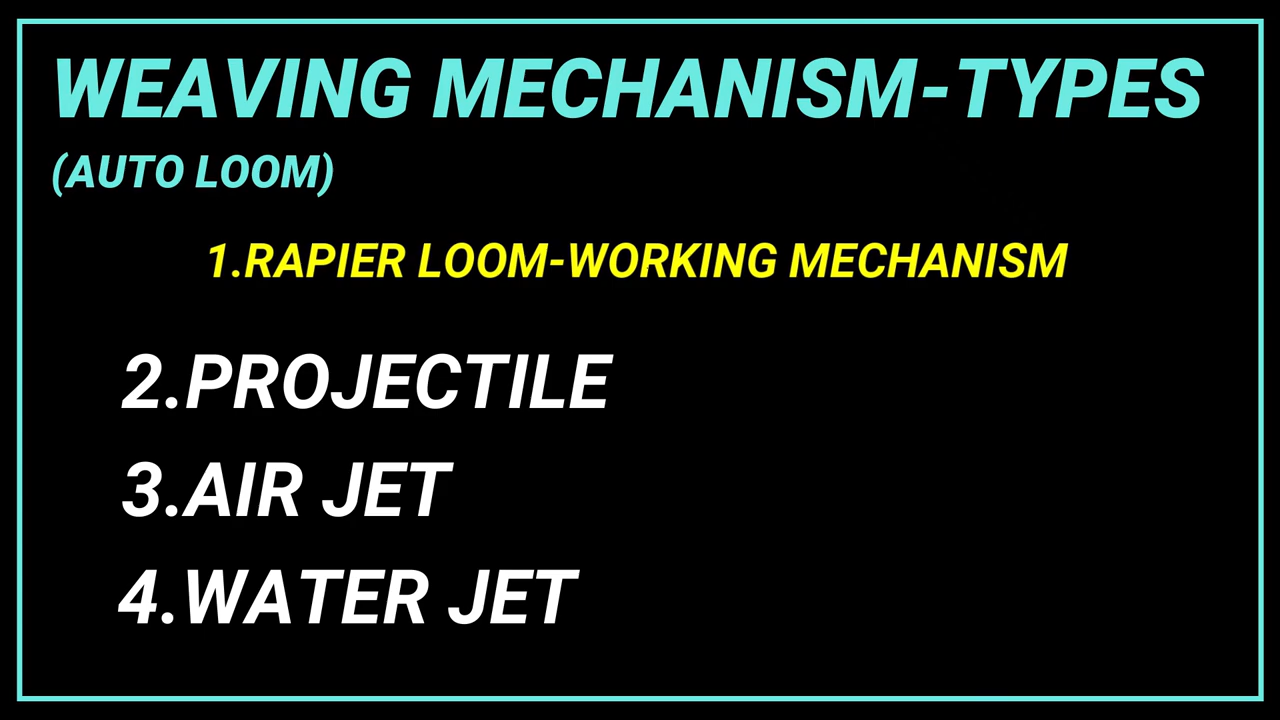 WEAVING MECHANISM-TYPES
(AUTO LOOM)
1.RAPIER LOOM-WORKING MECHANISM
2.PROJECTILE
3.AIR JET
4.WATER JET